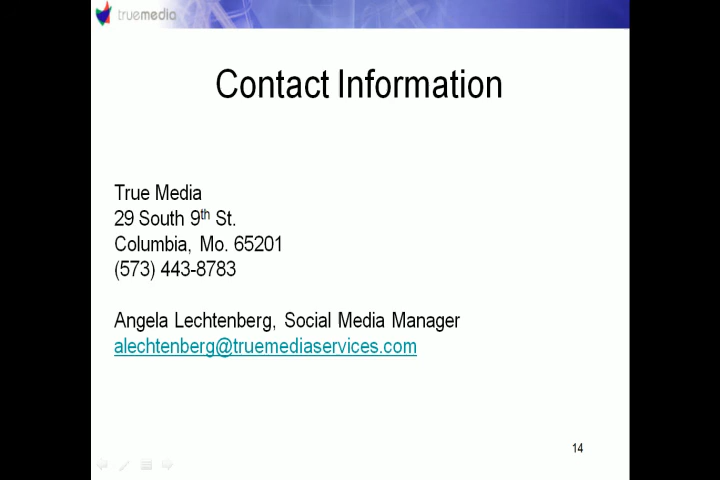 truemedia
Contact Information
True Media
29 South 9th St.
Columbia, Mo. 65201
(573) 443-8783
Angela Lechtenberg, Social Media Manager
alechtenberg@truemediaservices.com
14